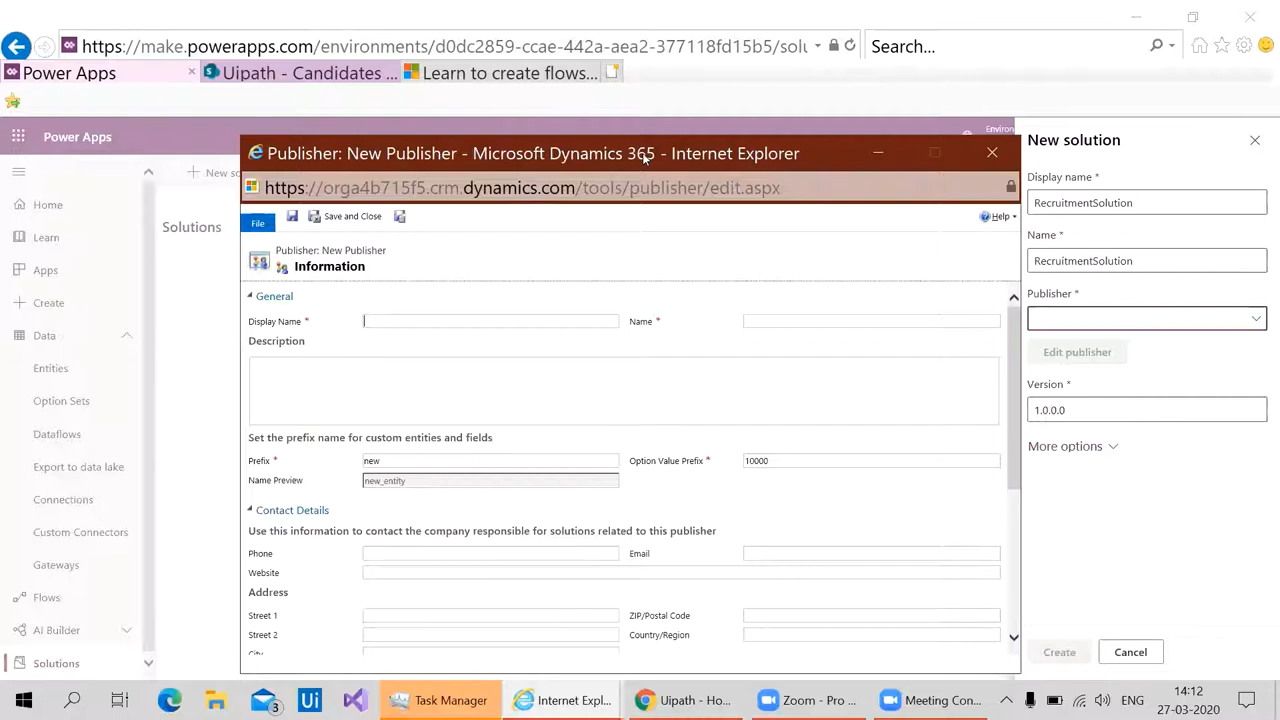 https://make.powerapps.com/environments/d0dc2859-ccae-442a-aea2-377118fd15b5/solu
Search...
Power Apps
Uipath - Candidates ...
Learn to create flows...
Power Apps
Environ
New so
Solutions
Home
Learn
Apps
Create
Data
Entities
Option Sets
Dataflows
Export to data lake
Connections
Custom Connectors
Gateways
Flows
AI Builder
Solutions
Publisher: New Publisher - Microsoft Dynamics 365 - Internet Explorer
https://orga4b715f5.crm.dynamics.com/tools/publisher/edit.aspx
File
Save and Close
Help
Publisher: New Publisher
Information
General
Display Name *
Name *
Description
Set the prefix name for custom entities and fields
Prefix * new
Option Value Prefix * 10000
Name Preview new_entity
Contact Details
Use this information to contact the company responsible for solutions related to this publisher
Phone
Email
Website
Address
Street 1
ZIP/Postal Code
Street 2
Country/Region
City
New solution
Display name *
RecruitmentSolution
Name *
RecruitmentSolution
Publisher *
Edit publisher
Version *
1.0.0.0
More options
Create
Cancel
3
Ui
Task Manager
Internet Expl...
Uipath - Ho...
Zoom - Pro ...
Meeting Con...
ENG
14:12
27-03-2020